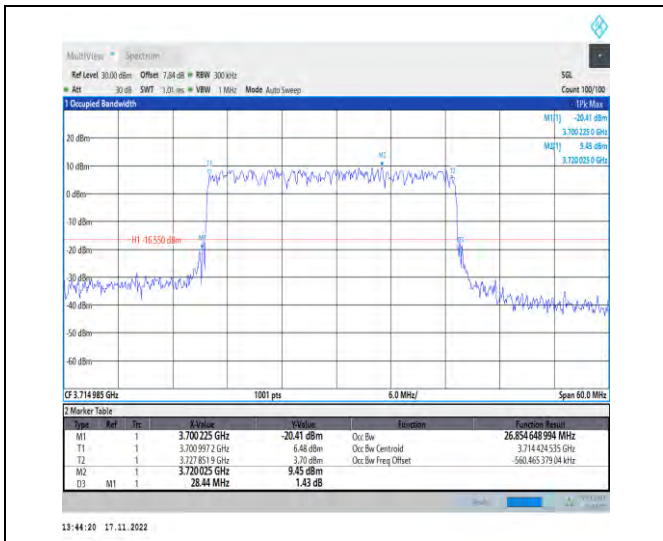 MultiView Spectrum
Ref Level 30.00 dBm Offset 7.84 dB RBW 300 kHz SGL
Att 30 dB SWT 1.01 ms VBW 1 MHz Mode Auto Sweep Count 100/100
1 Occupied Bandwidth 1Pk Max
M1[1] -20.41 dBm
3.700 225 0 GHz
M2[1] 9.45 dBm
3.720 025 0 GHz
20 dBm
M2
T1 T2
10 dBm
0 dBm
-10 dBm
H1 -16.550 dBm
-20 dBm
-30 dBm
-40 dBm
-50 dBm
-60 dBm
CF 3.714 985 GHz 1001 pts 6.0 MHz/ Span 60.0 MHz
2 Marker Table
Type Ref Trc X-Value Y-Value Function Function Result
M1 1 3.700 225 GHz -20.41 dBm Occ Bw 26.854 648 994 MHz
T1 1 3.700 997 2 GHz 6.48 dBm Occ Bw Centroid 3.714 424 535 GHz
T2 1 3.727 851 9 GHz 3.70 dBm Occ Bw Freq Offset -560.465 379 04 kHz
M2 1 3.720 025 GHz 9.45 dBm
D3 M1 1 28.44 MHz 1.43 dB
13:44:20 17.11.2022